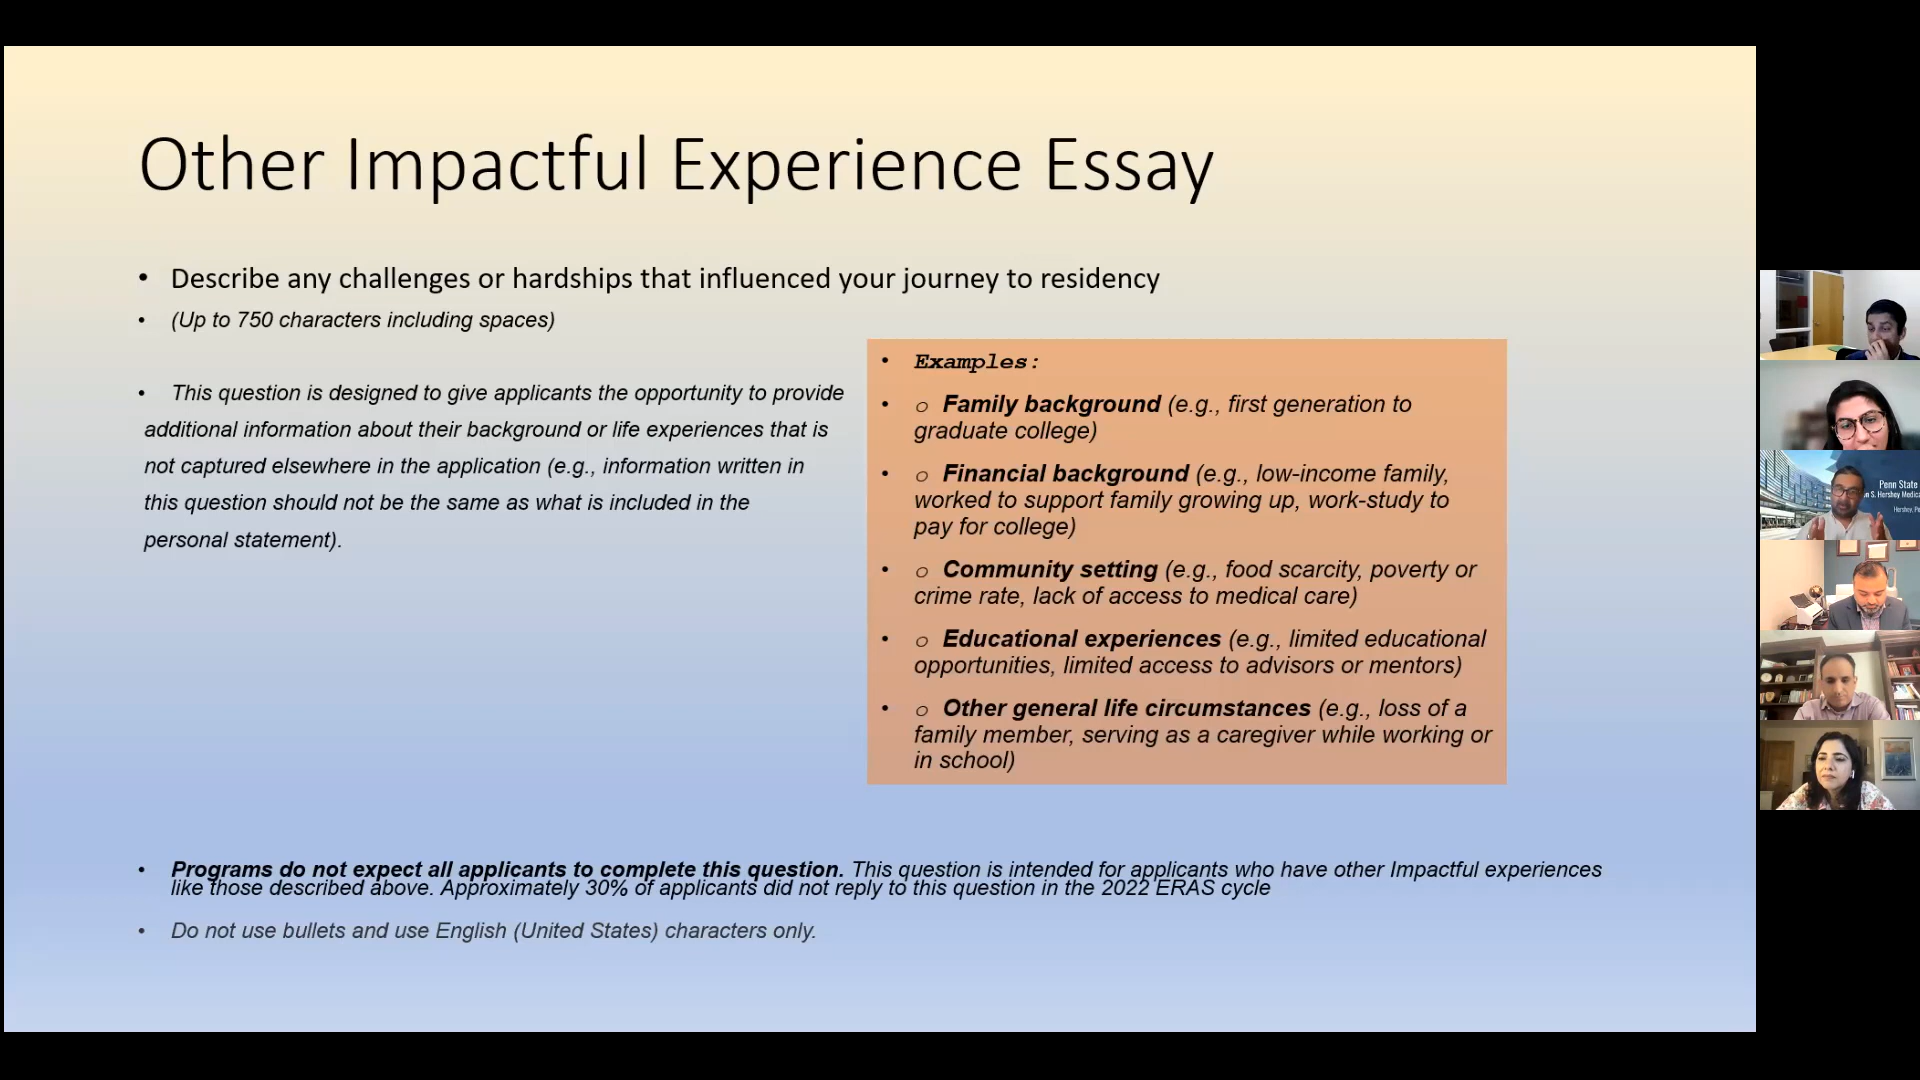 Other Impactful Experience Essay
• Describe any challenges or hardships that influenced your journey to residency
• (Up to 750 characters including spaces)
• This question is designed to give applicants the opportunity to provide
additional information about their background or life experiences that is
not captured elsewhere in the application (e.g., information written in
this question should not be the same as what is included in the
personal statement).
• Examples:
• o Family background (e.g., first generation to
graduate college)
• o Financial background (e.g., low-income family,
worked to support family growing up, work-study to
pay for college)
• o Community setting (e.g., food scarcity, poverty or
crime rate, lack of access to medical care)
• o Educational experiences (e.g., limited educational
opportunities, limited access to advisors or mentors)
• o Other general life circumstances (e.g., loss of a
family member, serving as a caregiver while working or
in school)
• Programs do not expect all applicants to complete this question. This question is intended for applicants who have other Impactful experiences
like those described above. Approximately 30% of applicants did not reply to this question in the 2022 ERAS cycle
• Do not use bullets and use English (United States) characters only.
Penn State
S. Hershey
Hershey,